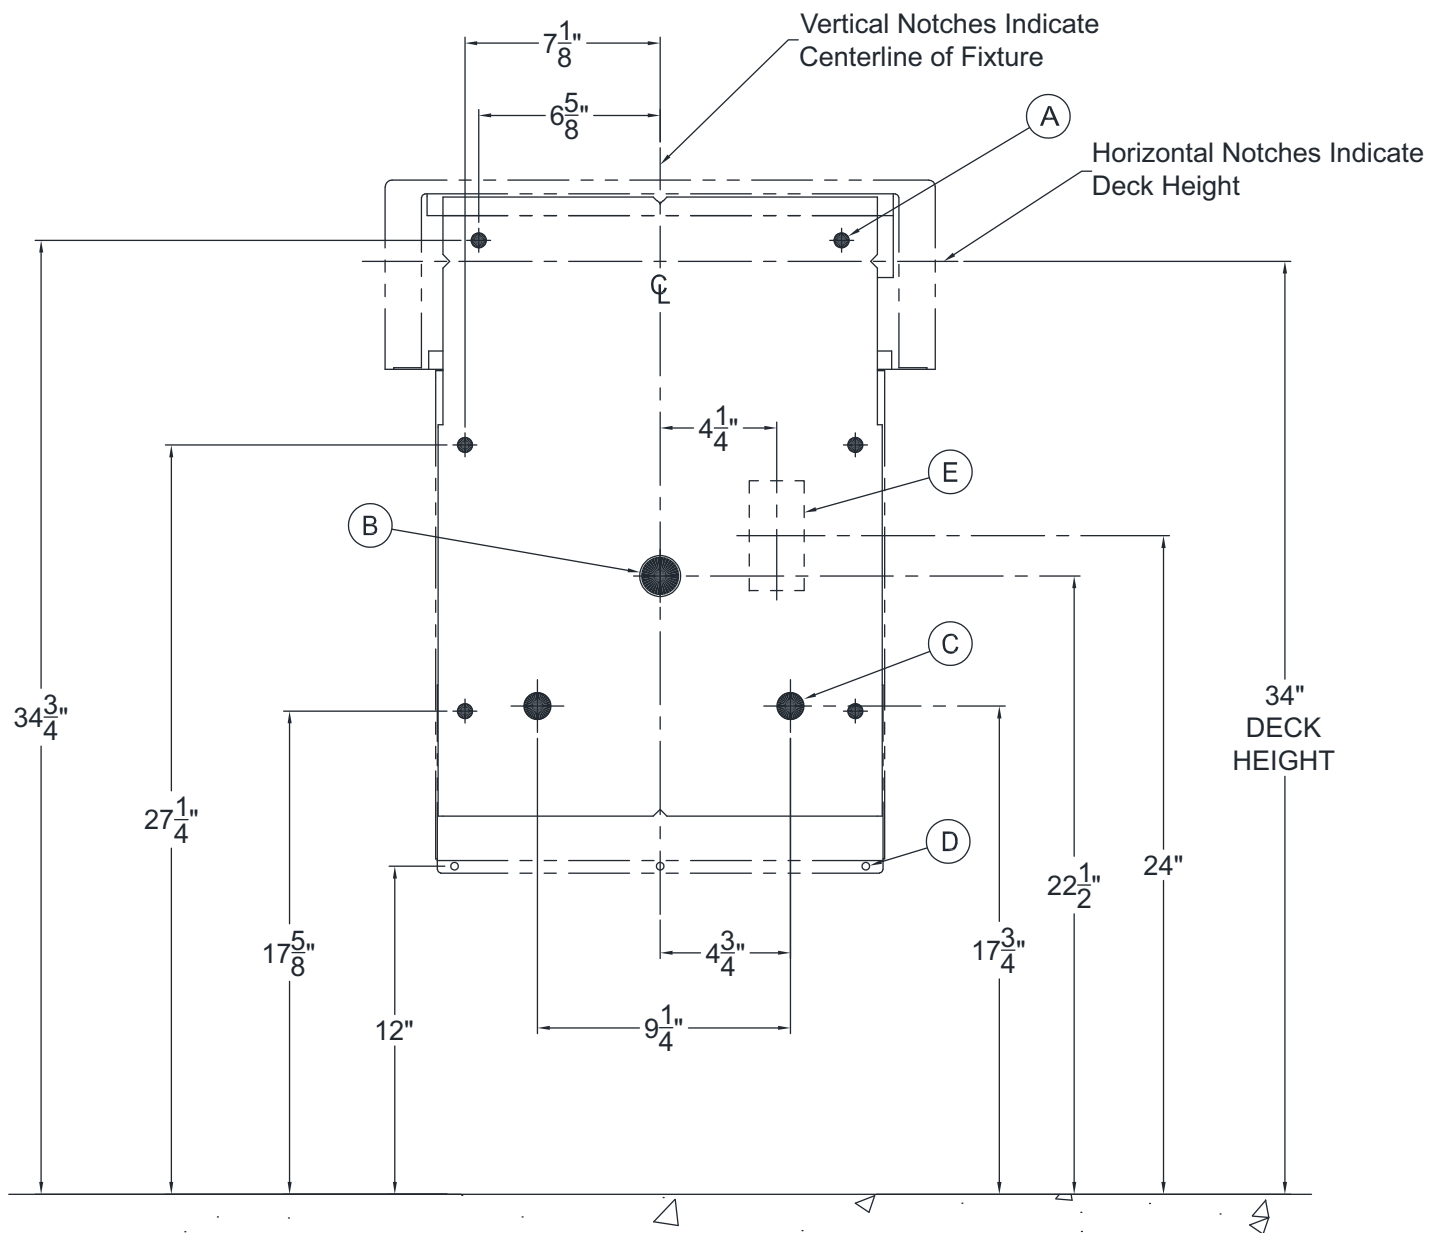 Vertical Notches Indicate
Centerline of Fixture
7 1/8"
6 5/8"
A
Horizontal Notches Indicate
Deck Height
CL
4 1/4"
E
B
C
34 3/4"
34"
DECK
HEIGHT
27 1/4"
D
24"
22 1/2"
17 5/8"
4 3/4"
17 3/4"
12"
9 1/4"